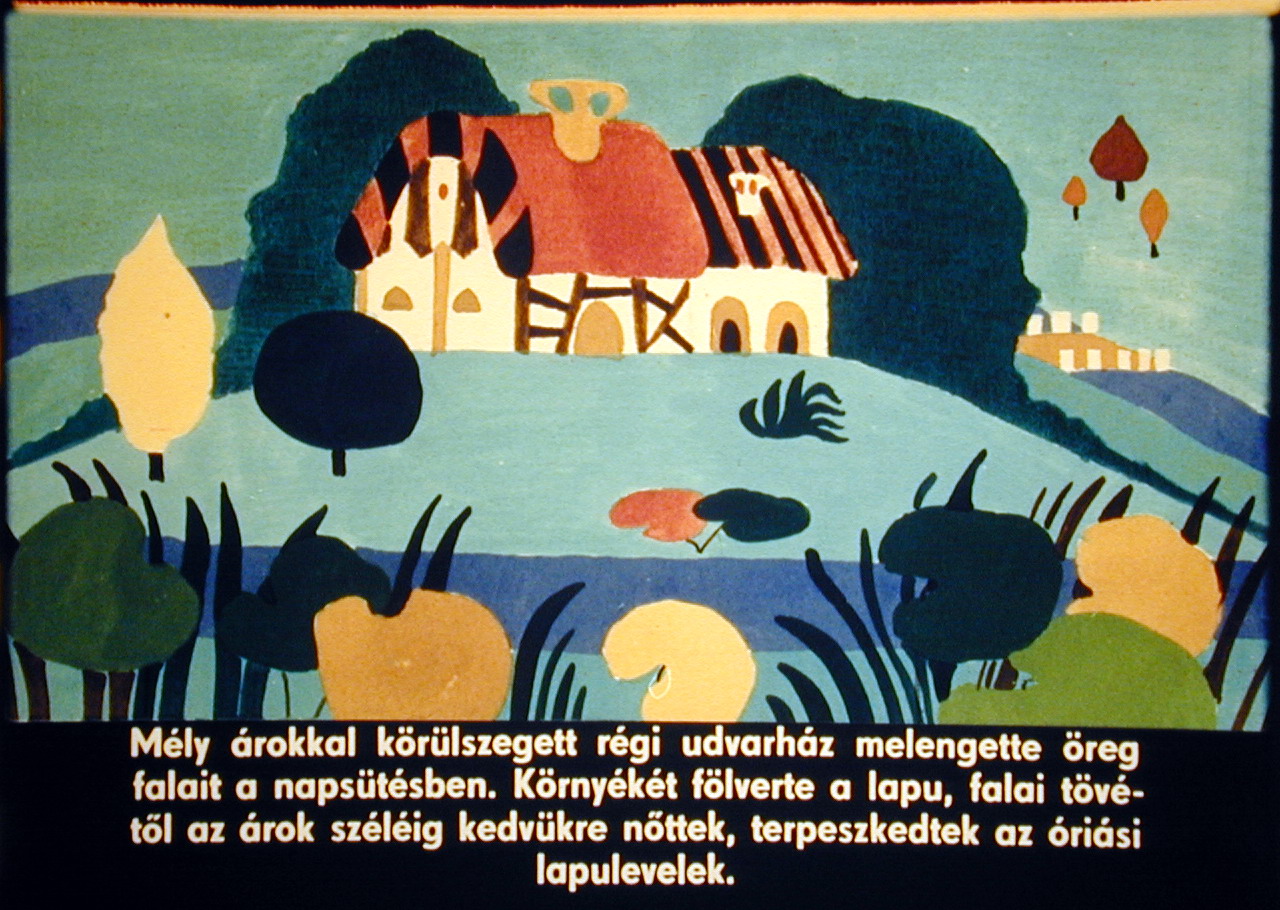 Mély árokkal körülszegett régi udvarház melengette öreg
falait a napsütésben. Környékét fölverte a lapu, falai tövé-
től az árok széléig kedvükre nőttek, terpeszkedtek az óriási
lapulevelek.